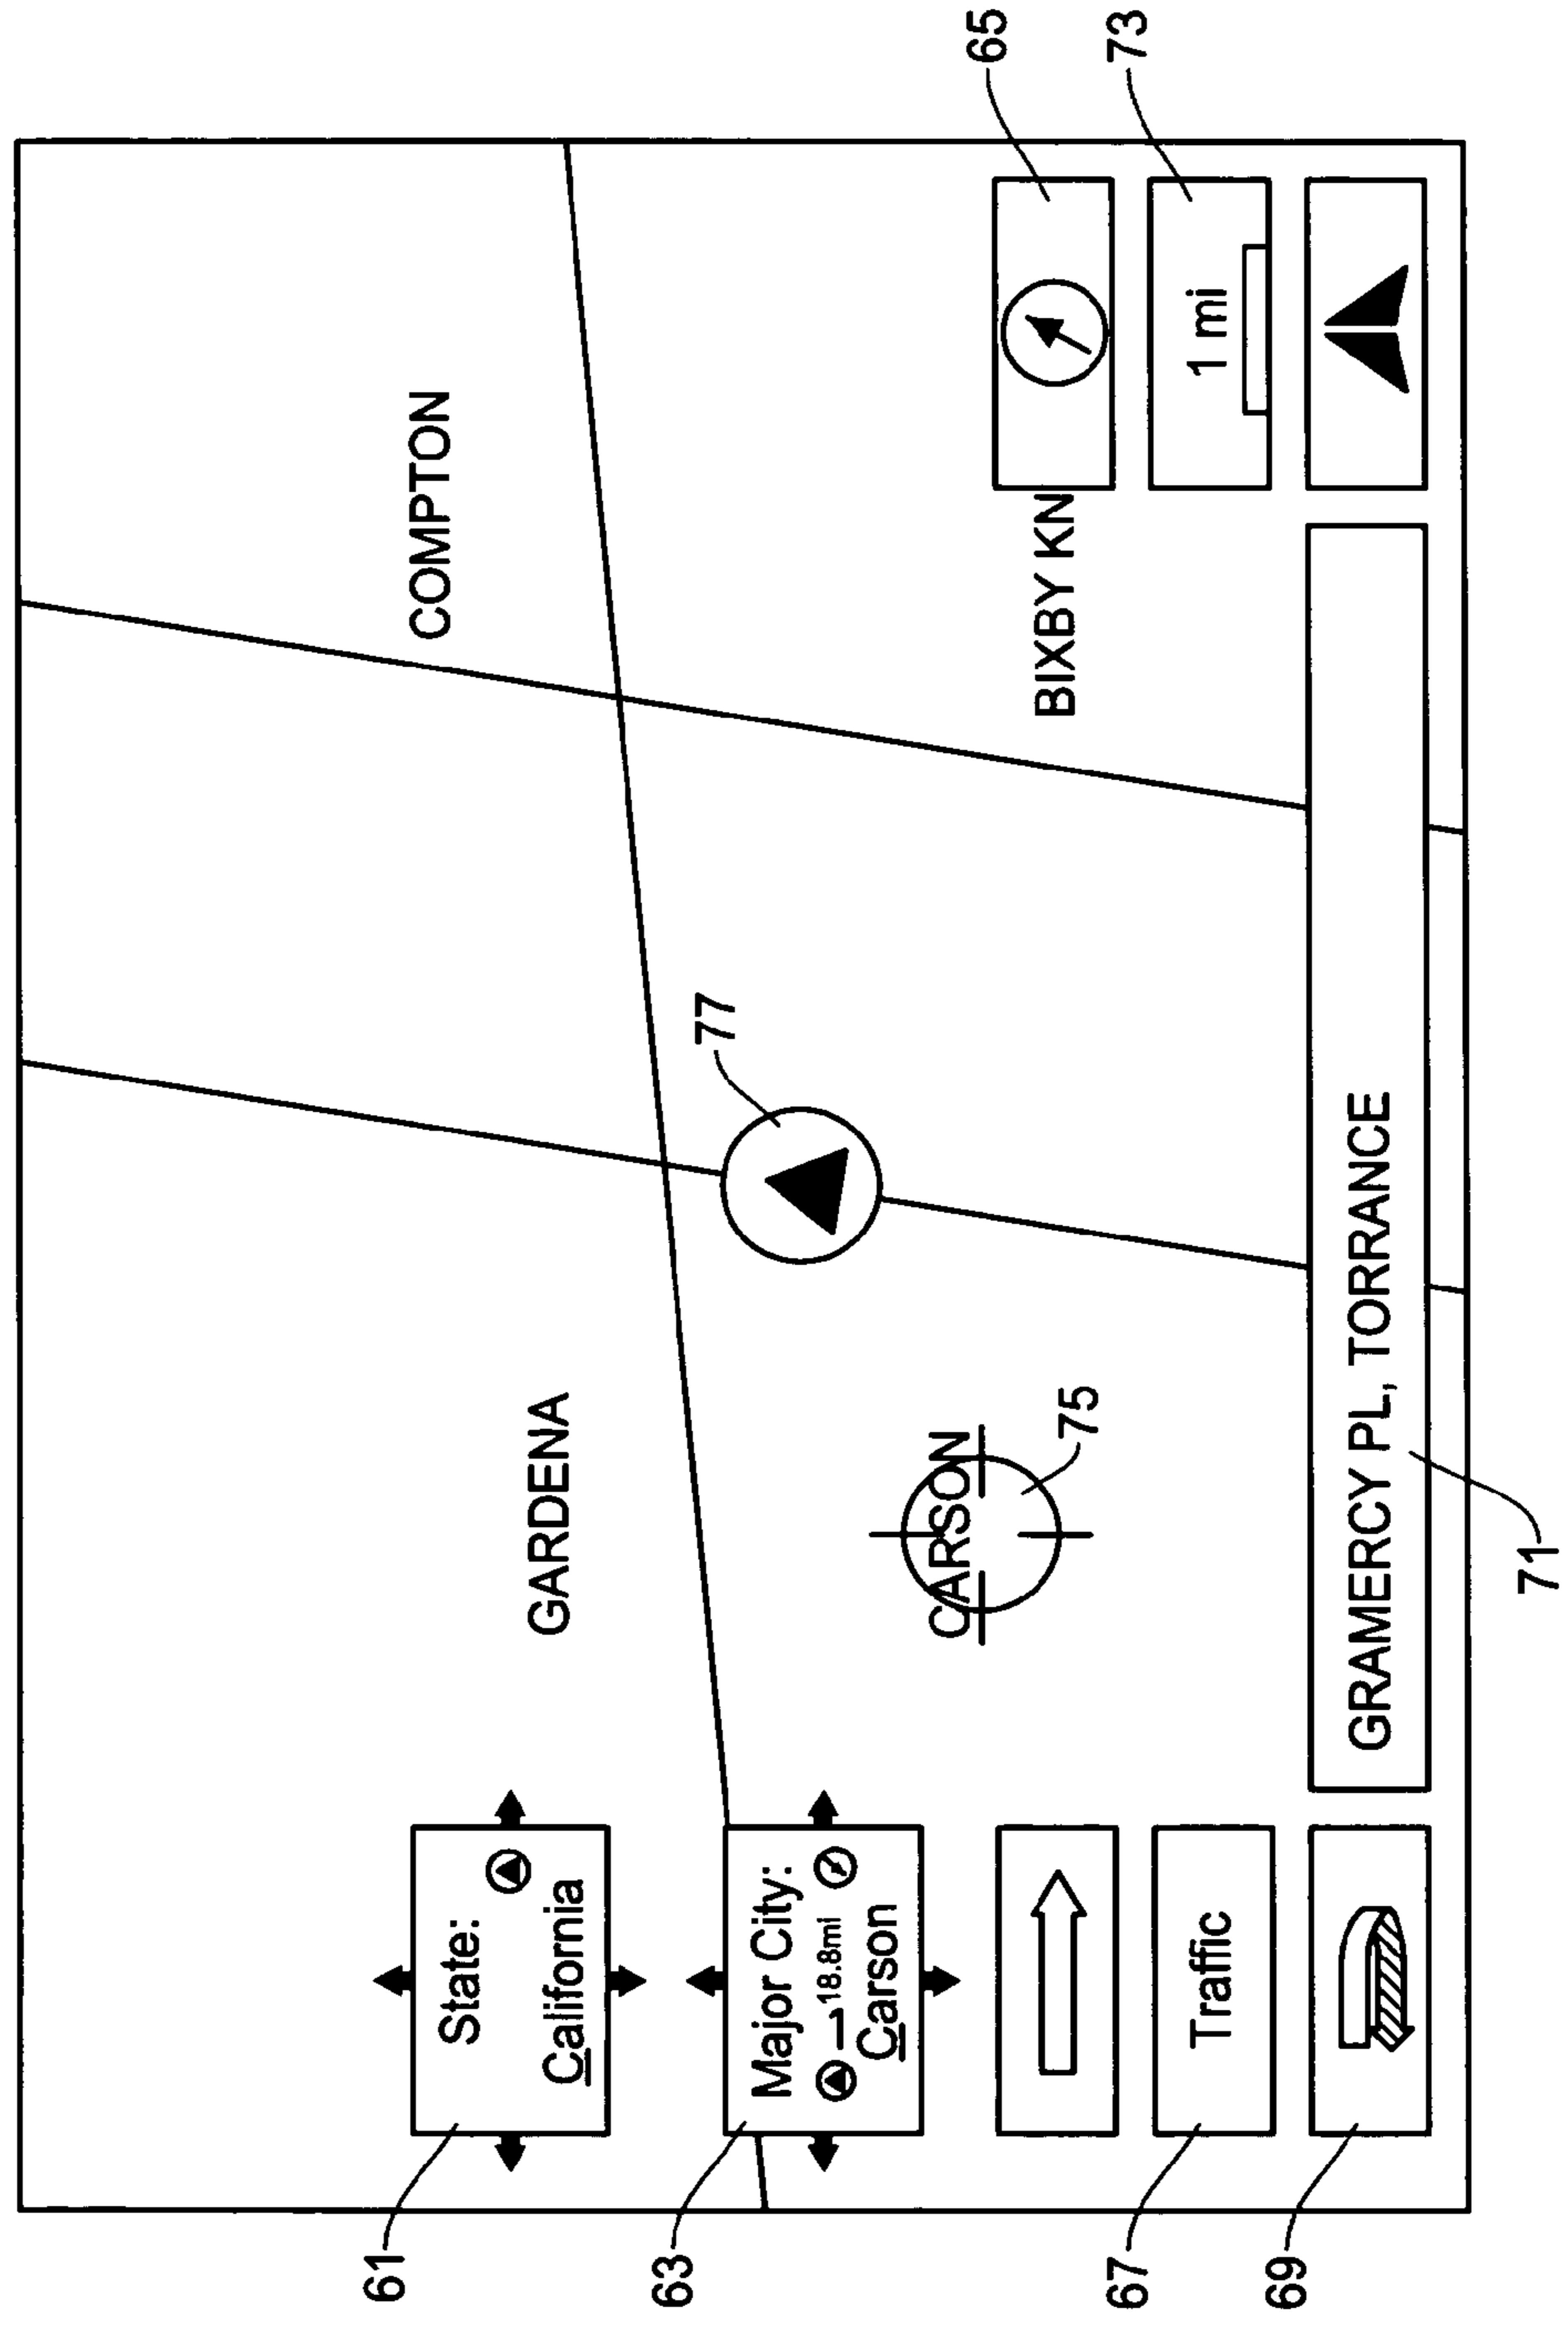 COMPTON
61
State:
California
GARDENA
77
63
Major City:
18.8mi
Carson
CARSON
75
BIXBY KN
65
67
Traffic
1 mi
73
69
GRAMERCY PL, TORRANCE
71